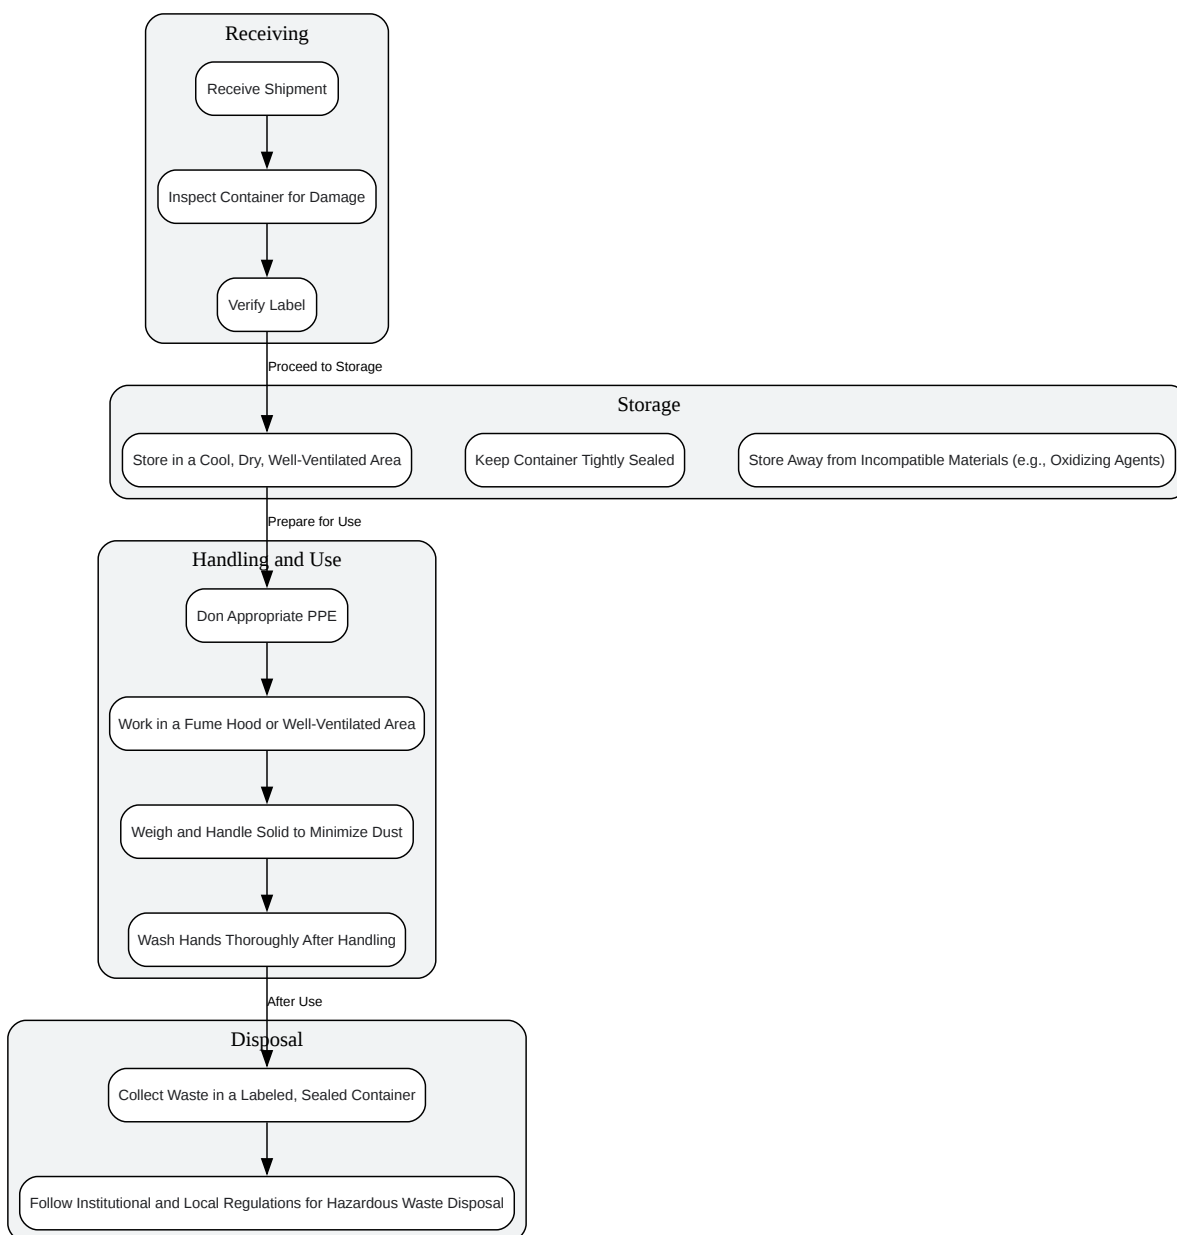 Receiving
Receive Shipment
Inspect Container for Damage
Verify Label
Proceed to Storage
Storage
Store in a Cool, Dry, Well-Ventilated Area
Keep Container Tightly Sealed
Store Away from Incompatible Materials (e.g., Oxidizing Agents)
Prepare for Use
Handling and Use
Don Appropriate PPE
Work in a Fume Hood or Well-Ventilated Area
Weigh and Handle Solid to Minimize Dust
Wash Hands Thoroughly After Handling
After Use
Disposal
Collect Waste in a Labeled, Sealed Container
Follow Institutional and Local Regulations for Hazardous Waste Disposal